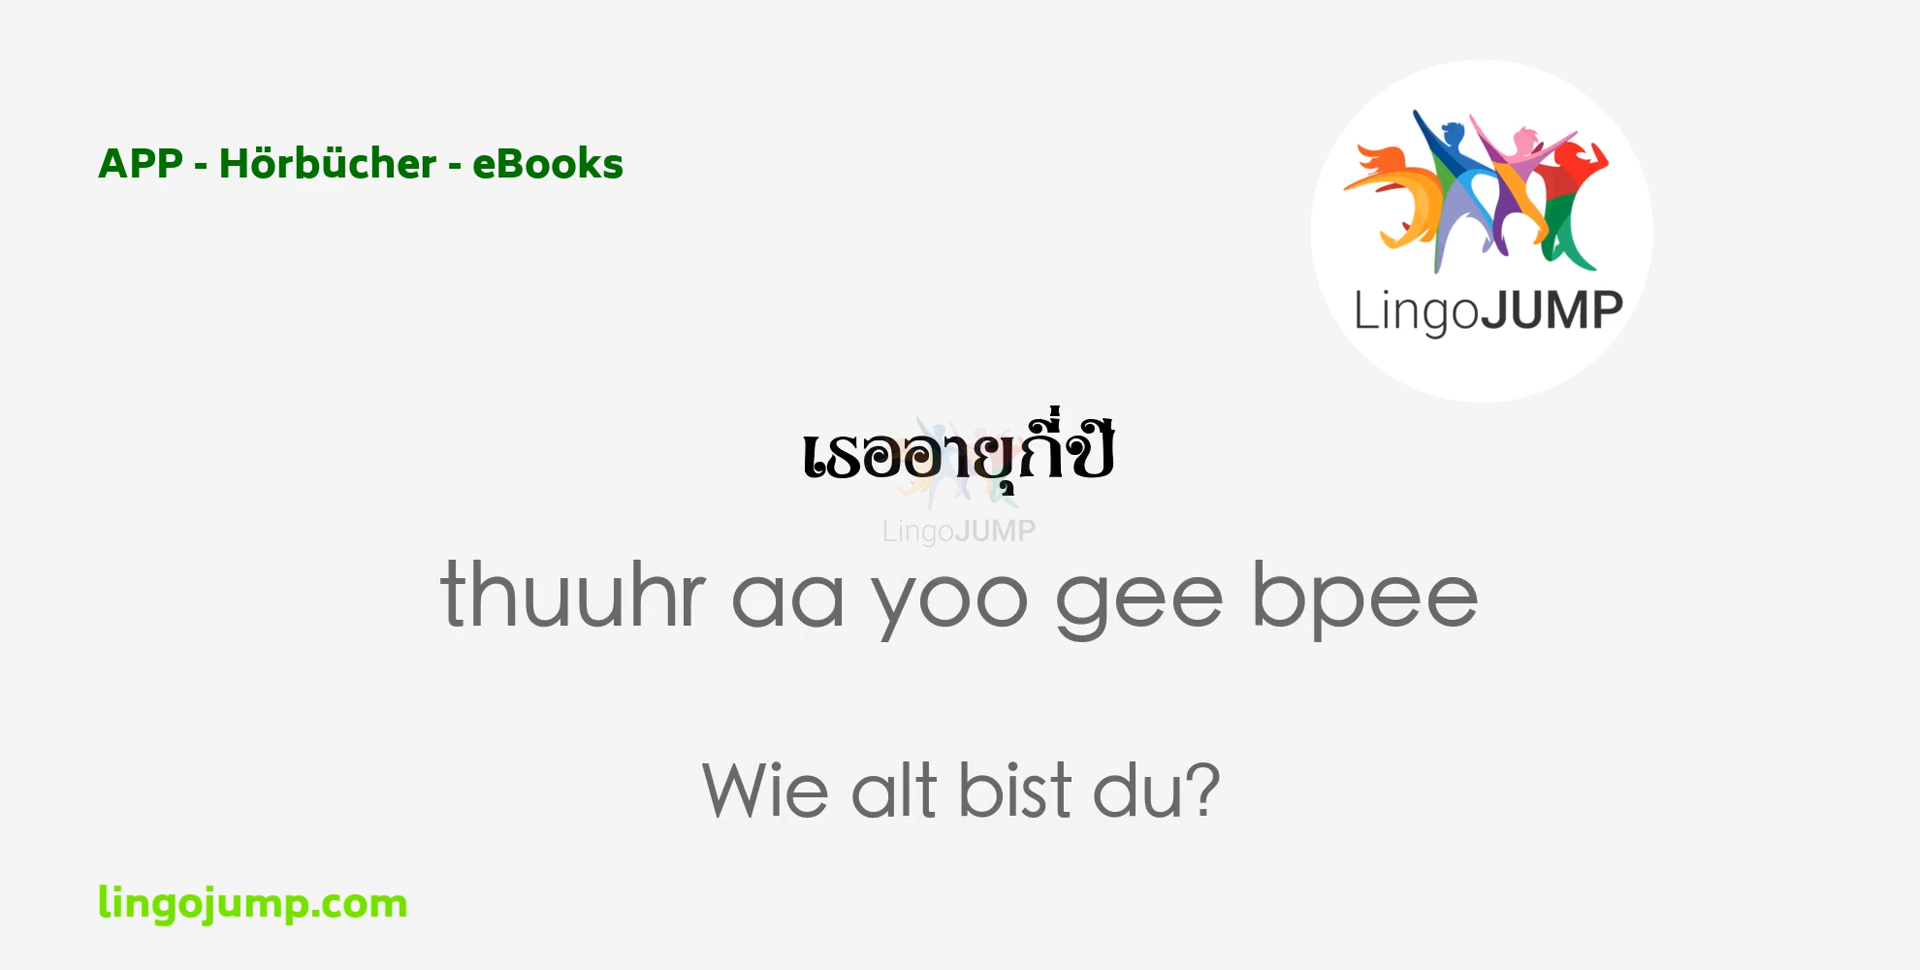 APP - Hörbücher - eBooks
LingoJUMP
เธออายุกี่ปี
LingoJUMP
thuuhr aa yoo gee bpee
Wie alt bist du?
lingojump.com